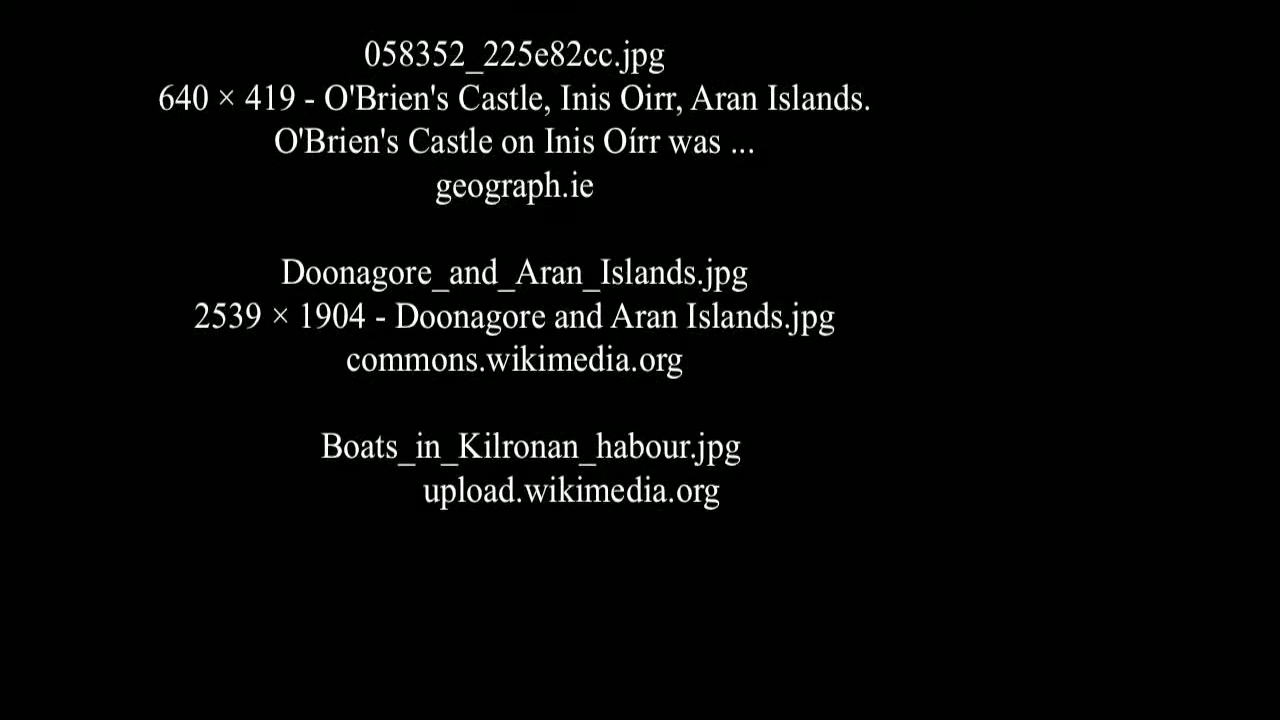 058352_225e82cc.jpg
640 × 419 - O'Brien's Castle, Inis Oirr, Aran Islands.
O'Brien's Castle on Inis Oírr was ...
geograph.ie
Doonagore_and_Aran_Islands.jpg
2539 × 1904 - Doonagore and Aran Islands.jpg
commons.wikimedia.org
Boats_in_Kilronan_habour.jpg
upload.wikimedia.org